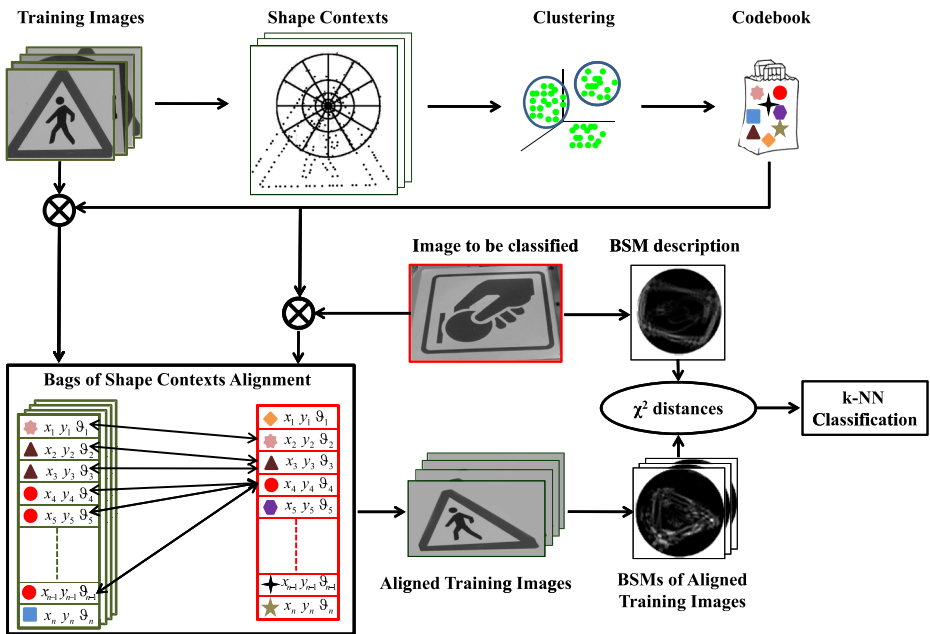 Training Images
Shape Contexts
Clustering
Codebook
Image to be classified
BSM description
Bags of Shape Contexts Alignment
x1 y1 ϑ1
x2 y2 ϑ2
x3 y3 ϑ3
x4 y4 ϑ4
x5 y5 ϑ5
xn-1 yn-1 ϑn-1
xn yn ϑn
x1 y1 ϑ1
x2 y2 ϑ2
x3 y3 ϑ3
x4 y4 ϑ4
x5 y5 ϑ5
xn-1 yn-1 ϑn-1
xn yn ϑn
χ2 distances
k-NN
Classification
Aligned Training Images
BSMs of Aligned
Training Images